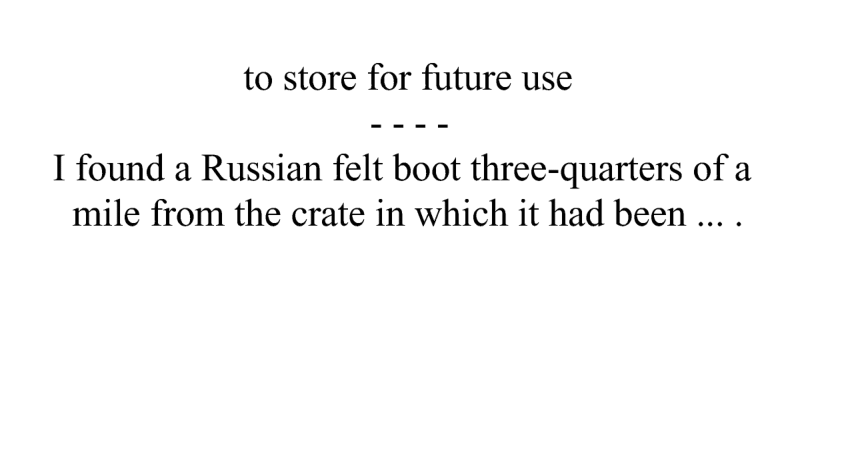 to store for future use
- - - -
I found a Russian felt boot three-quarters of a
mile from the crate in which it had been ... .